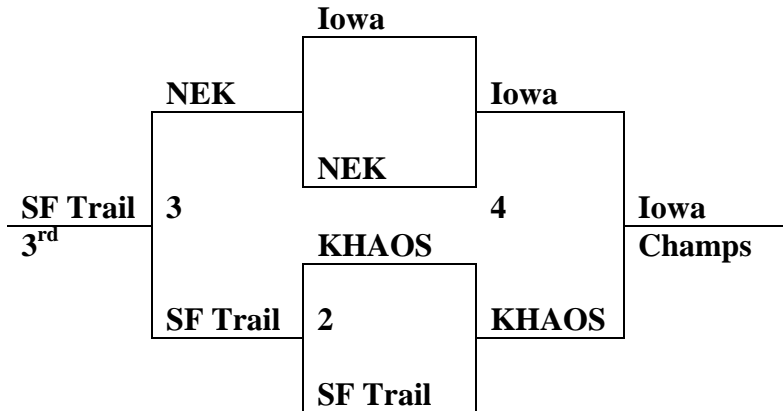 Iowa
NEK Iowa
NEK
SF Trail 3 4 Iowa
3rd KHAOS Champs
SF Trail 2 KHAOS
SF Trail